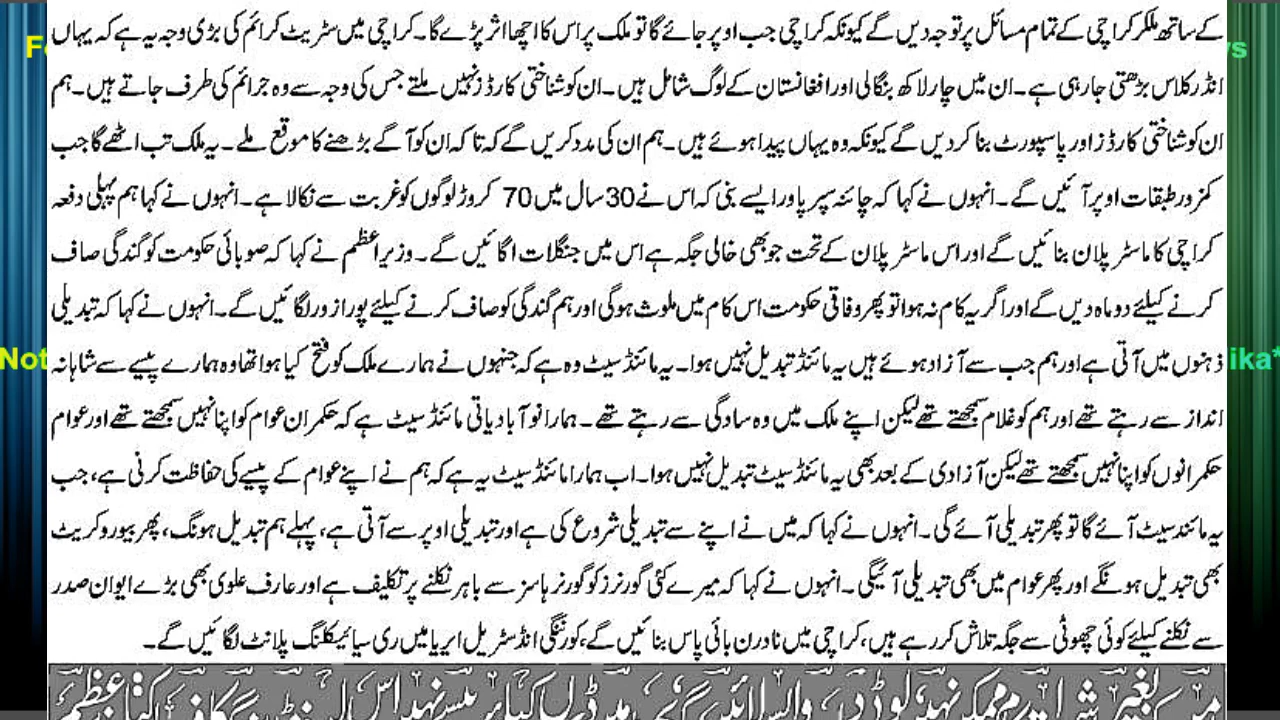 کے ساتھ ملکر کراچی کے تمام مسائل پر توجہ دیں گے کیونکہ کراچی جب اوپر جائے گا تو ملک پر اس کا اچھا اثر پڑے گا۔ کراچی میں سٹریٹ کرائم کی بڑی وجہ یہ ہے کہ یہاں
انڈر کلاس بڑھتی جارہی ہے۔ ان میں چار لاکھ بنگالی اور افغانستان کے لوگ شامل ہیں۔ ان کو شناختی کارڈز نہیں ملتے جس کی وجہ سے وہ جرائم کی طرف جاتے ہیں۔ ہم
ان کو شناختی کارڈز اور پاسپورٹ بنا کر دیں گے کیونکہ وہ یہاں پیدا ہوئے ہیں۔ ہم ان کی مدد کریں گے کہ تا کہ ان کو آگے بڑھنے کا موقع ملے۔ یہ ملک تب اٹھے گا جب
کمزور طبقات اوپر آئیں گے۔ انہوں نے کہا کہ چائنہ سپر پاور ایسے بنی کہ اس نے 30 سال میں 70 کروڑ لوگوں کو غربت سے نکالا ہے۔ انہوں نے کہا ہم پہلی دفعہ
کراچی کا ماسٹر پلان بنائیں گے اور اس ماسٹر پلان کے تحت جو بھی خالی جگہ ہے اس میں جنگلات اگائیں گے۔ وزیراعظم نے کہا کہ صوبائی حکومت کو گندگی صاف
کرنے کیلئے دو ماہ دیں گے اور اگر یہ کام نہ ہوا تو پھر وفاقی حکومت اس کام میں ملوث ہوگی اور ہم گندگی کو صاف کرنے کیلئے پورا زور لگائیں گے۔ انہوں نے کہا کہ تبدیلی
ذہنوں میں آتی ہے اور ہم جب سے آزاد ہوئے ہیں یہ مائنڈ تبدیل نہیں ہوا۔ یہ مائنڈ سیٹ وہ ہے کہ جنہوں نے ہمارے ملک کو فتح کیا ہوا تھا وہ ہمارے پیسے سے شاہانہ
انداز سے رہتے تھے اور ہم کو غلام سمجھتے تھے لیکن اپنے ملک میں وہ سادگی سے رہتے تھے۔ ہمارا نو آبادیاتی مائنڈ سیٹ ہے کہ حکمران عوام کو اپنا نہیں سمجھتے تھے اور عوام
حکمرانوں کو اپنا نہیں سمجھتے تھے لیکن آزادی کے بعد بھی یہ مائنڈ سیٹ تبدیل نہیں ہوا۔ اب ہمارا مائنڈ سیٹ یہ ہے کہ ہم نے اپنے عوام کے پیسے کی حفاظت کرنی ہے، جب
یہ مائنڈ سیٹ آئے گا تو پھر تبدیلی آئے گی۔ انہوں نے کہا کہ میں نے اپنے سے تبدیلی شروع کی ہے اور تبدیلی اوپر سے آتی ہے، پہلے ہم تبدیل ہونگ، پھر بیوروکریٹ
بھی تبدیل ہونگے اور پھر عوام میں بھی تبدیلی آئیگی۔ انہوں نے کہا کہ میرے کئی گورنرز کو گورنر ہاسز سے باہر نکلنے پر تکلیف ہے اور عارف علوی بھی بڑے ایوان صدر
سے نکلنے کیلئے کوئی چھوٹی سے جگہ تلاش کررہے ہیں، کراچی میں نادرن بائی پاس بنائیں گے، کورنگی انڈسٹریل ایریا میں ری سائیکلنگ پلانٹ لگائیں گے۔